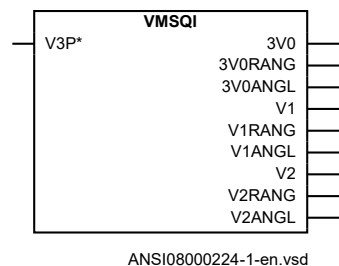 VMSQI
V3P* 3V0
3V0RANG
3V0ANGL
V1
V1RANG
V1ANGL
V2
V2RANG
V2ANGL
ANSI08000224-1-en.vsd